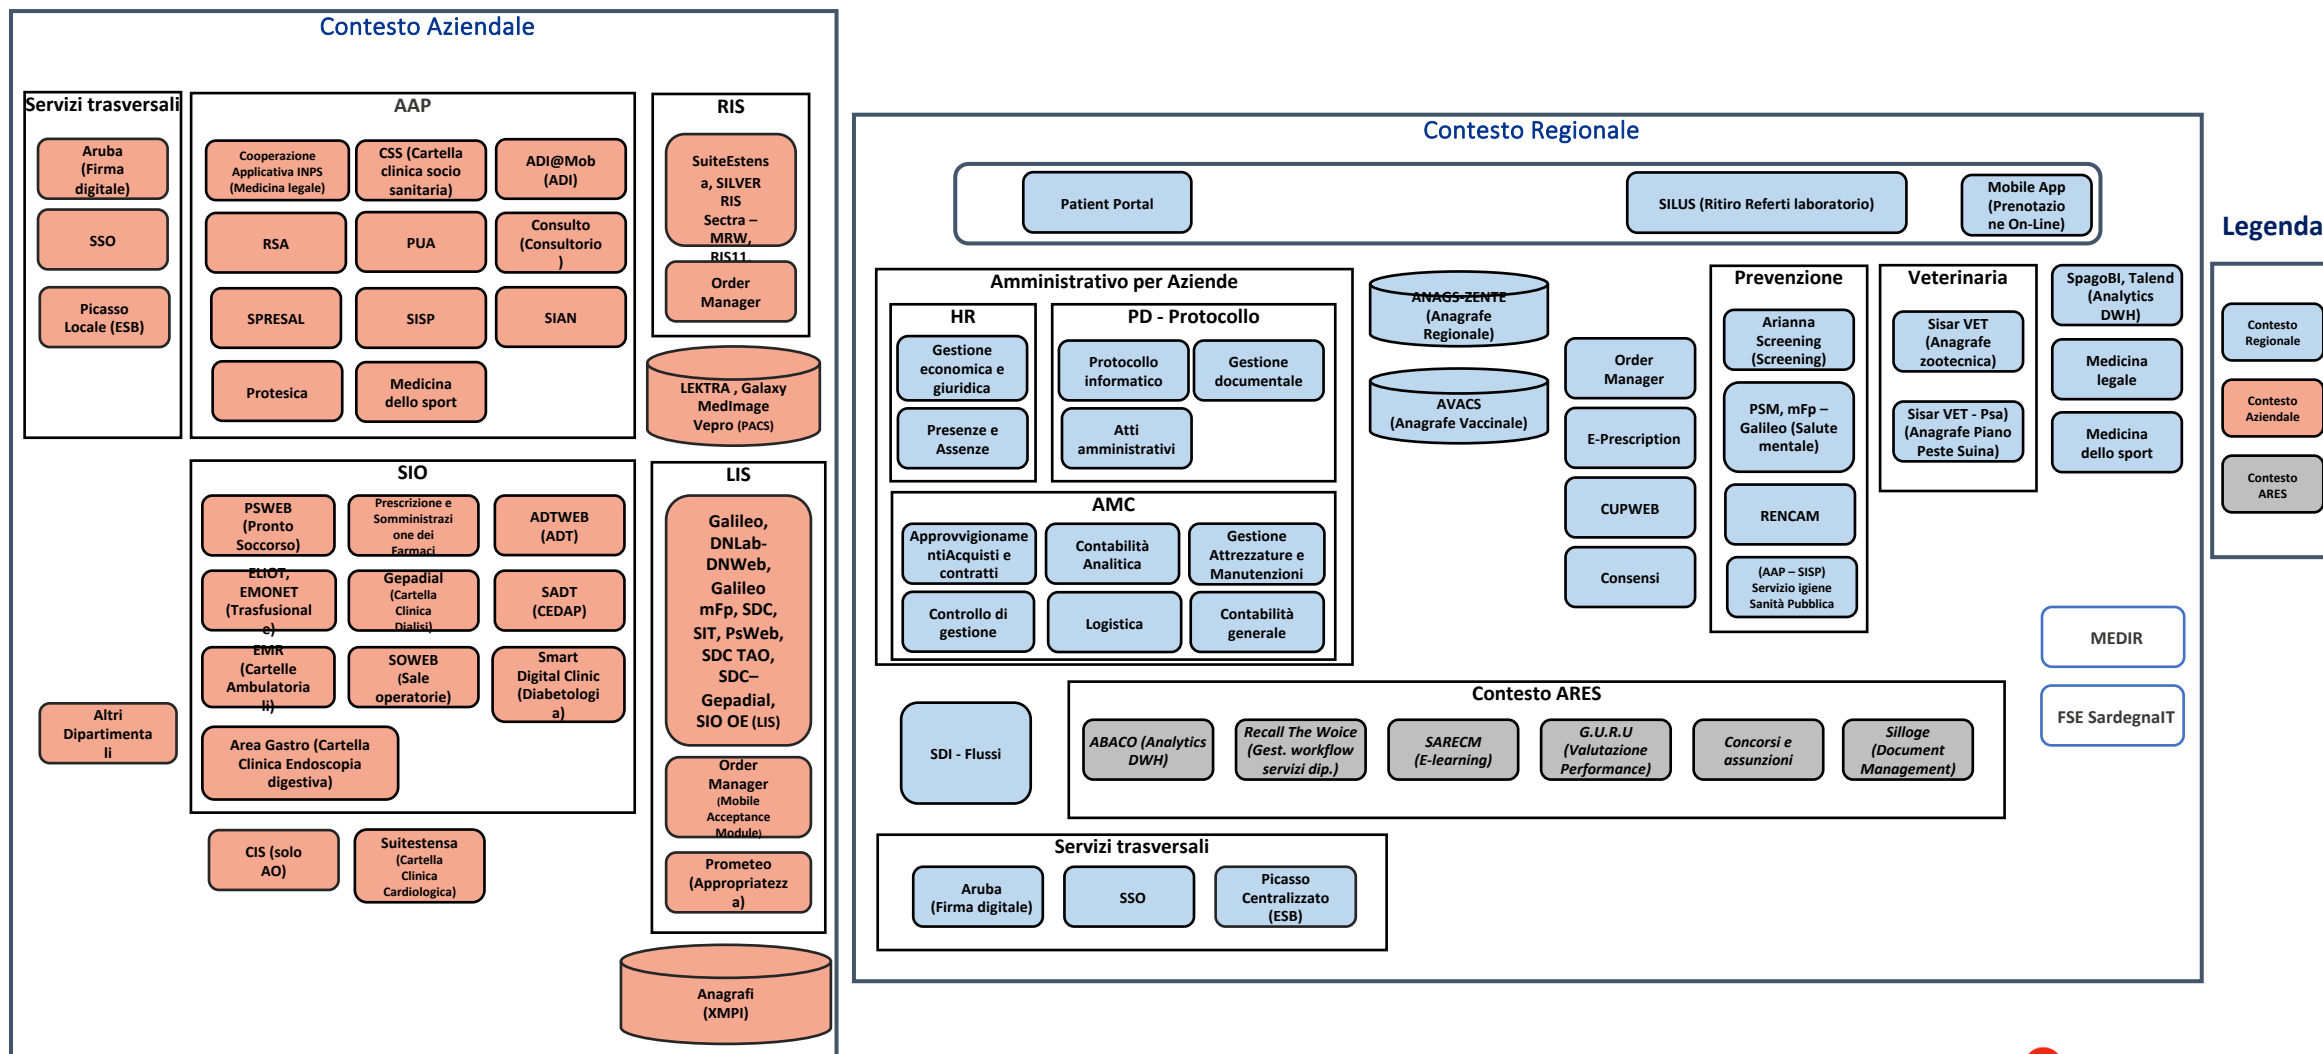 Contesto Aziendale
Servizi trasversali
Aruba
(Firma
digitale)
SSO
Picasso
Locale (ESB)
AAP
Cooperazione
Applicativa INPS
(Medicina legale)
CSS (Cartella
clinica socio
sanitaria)
ADI@Mob
(ADI)
RSA
PUA
Consulto
(Consultorio
)
SPRESAL
SISP
SIAN
Protesica
Medicina
dello sport
RIS
SuiteEstens
a, SILVER
RIS
Sectra –
MRW,
RIS11,
Order
Manager
LEKTRA , Galaxy
MedImage
Vepro (PACS)
SIO
PSWEB
(Pronto
Soccorso)
Prescrizione e
Somministrazi
one dei
Farmaci
ADTWEB
(ADT)
ELIOT,
EMONET
(Trasfusional
e)
Gepadial
(Cartella
Clinica
Dialisi)
SADT
(CEDAP)
EMR
(Cartelle
Ambulatoria
li)
SOWEB
(Sale
operatorie)
Smart
Digital Clinic
(Diabetologi
a)
Area Gastro (Cartella
Clinica Endoscopia
digestiva)
Altri
Dipartimenta
li
CIS (solo
AO)
Suitestensa
(Cartella
Clinica
Cardiologica)
LIS
Galileo,
DNLab-
DNWeb,
Galileo
mFp, SDC,
SIT, PsWeb,
SDC TAO,
SDC–
Gepadial,
SIO OE (LIS)
Order
Manager
(Mobile
Acceptance
Module)
Prometeo
(Appropriatezz
a)
Anagrafi
(XMPI)
Contesto Regionale
Patient Portal
SILUS (Ritiro Referti laboratorio)
Mobile App
(Prenotazio
ne On-Line)
Amministrativo per Aziende
HR
Gestione
economica e
giuridica
Presenze e
Assenze
PD - Protocollo
Protocollo
informatico
Gestione
documentale
Atti
amministrativi
AMC
Approvvigioname
ntiAcquisti e
contratti
Contabilità
Analitica
Gestione
Attrezzature e
Manutenzioni
Controllo di
gestione
Logistica
Contabilità
generale
ANAGS-ZENTE
(Anagrafe
Regionale)
AVACS
(Anagrafe Vaccinale)
Order
Manager
E-Prescription
CUPWEB
Consensi
Prevenzione
Arianna
Screening
(Screening)
PSM, mFp –
Galileo (Salute
mentale)
RENCAM
(AAP – SISP)
Servizio igiene
Sanità Pubblica
Veterinaria
Sisar VET
(Anagrafe
zootecnica)
Sisar VET - Psa)
(Anagrafe Piano
Peste Suina)
SpagoBI, Talend
(Analytics
DWH)
Medicina
legale
Medicina
dello sport
MEDIR
FSE SardegnaIT
SDI - Flussi
Contesto ARES
ABACO (Analytics
DWH)
Recall The Woice
(Gest. workflow
servizi dip.)
SARECM
(E-learning)
G.U.R.U
(Valutazione
Performance)
Concorsi e
assunzioni
Silloge
(Document
Management)
Servizi trasversali
Aruba
(Firma digitale)
SSO
Picasso
Centralizzato
(ESB)
Legenda
Contesto
Regionale
Contesto
Aziendale
Contesto
ARES